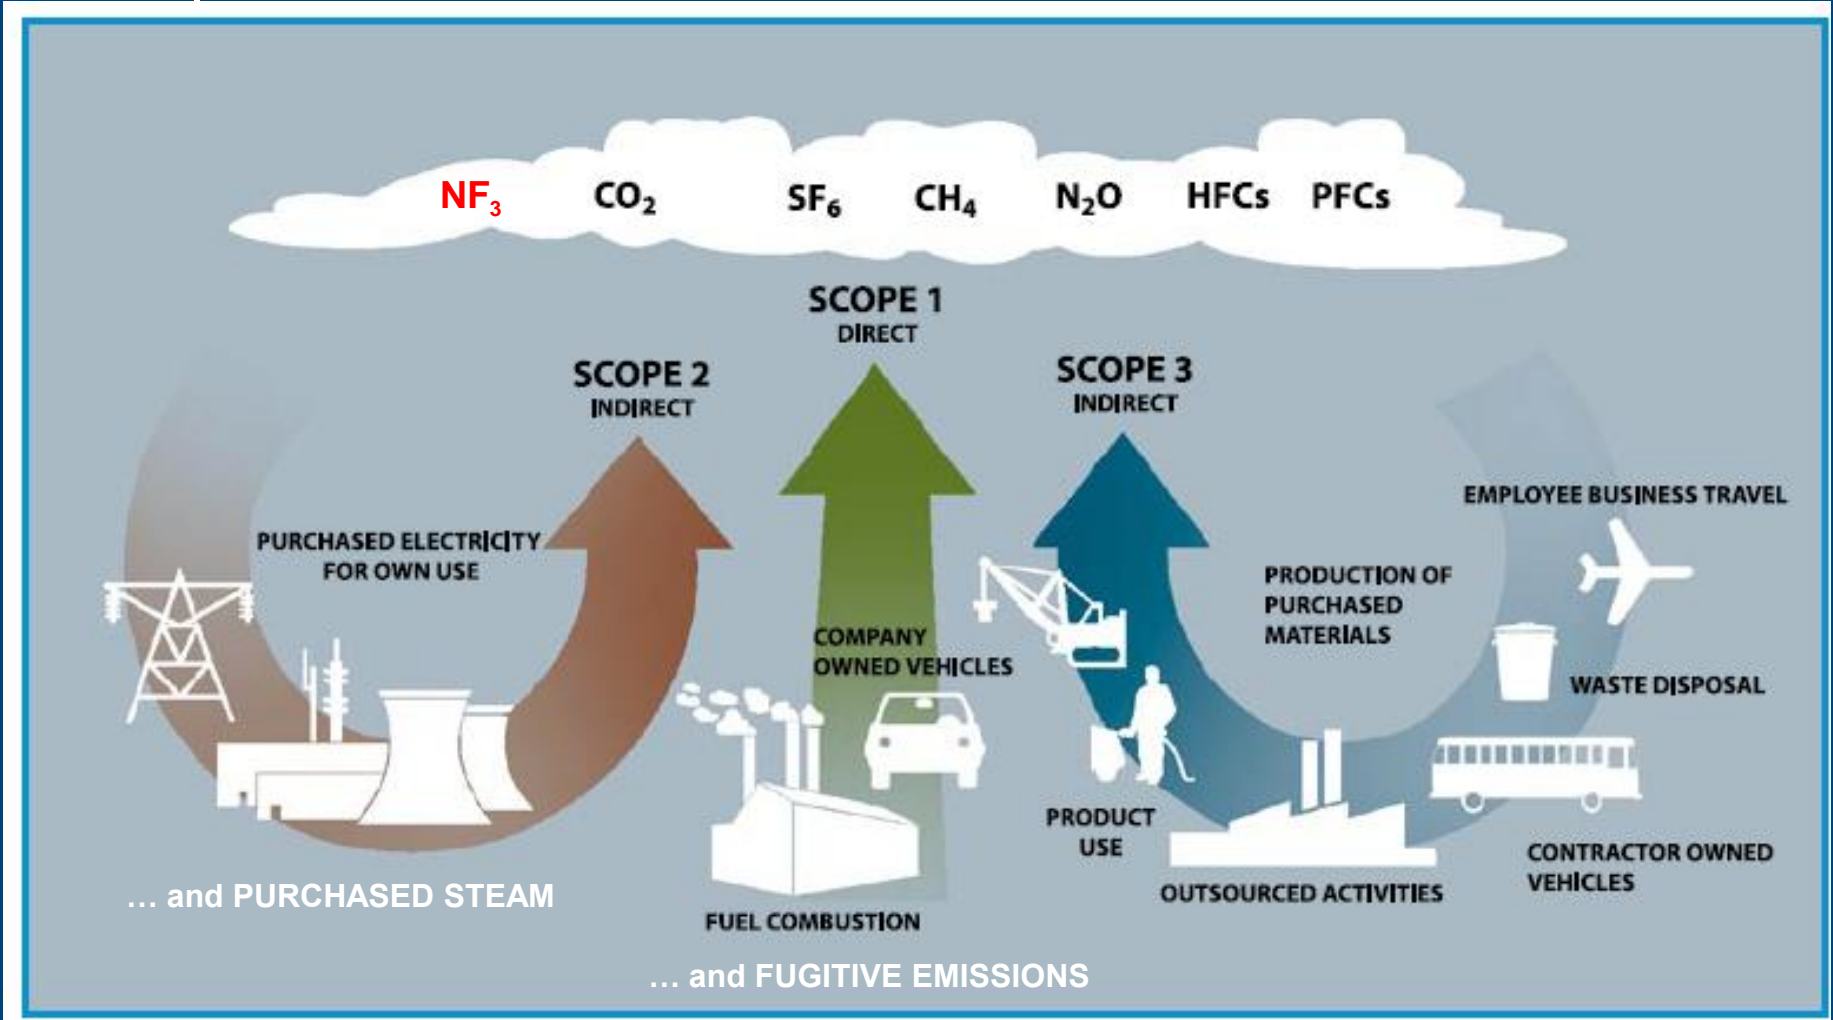 NF₃ CO₂ SF₆ CH₄ N₂O HFCs PFCs
SCOPE 1
DIRECT
SCOPE 2
INDIRECT
SCOPE 3
INDIRECT
PURCHASED ELECTRICITY
FOR OWN USE
… and PURCHASED STEAM
COMPANY
OWNED VEHICLES
FUEL COMBUSTION
… and FUGITIVE EMISSIONS
EMPLOYEE BUSINESS TRAVEL
PRODUCTION OF
PURCHASED
MATERIALS
WASTE DISPOSAL
PRODUCT
USE
CONTRACTOR OWNED
VEHICLES
OUTSOURCED ACTIVITIES